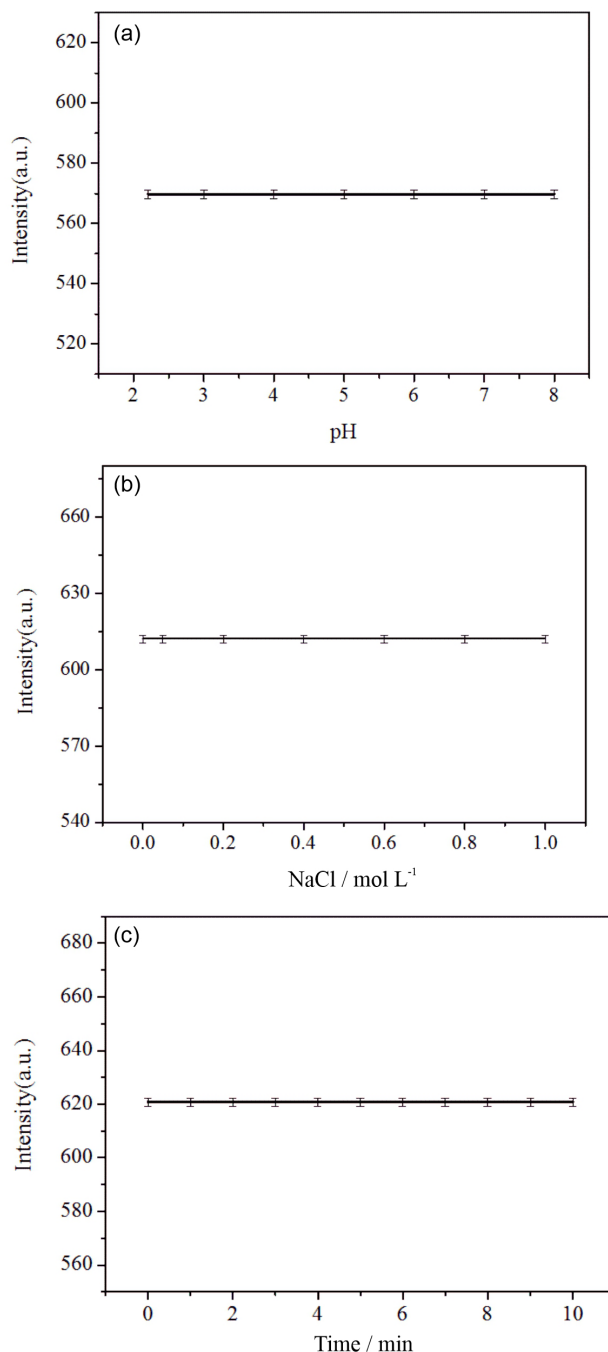 (a)
620
600
580
560
540
520
Intensity(a.u.)
2 3 4 5 6 7 8
pH
(b)
660
630
600
570
540
Intensity(a.u.)
0.0 0.2 0.4 0.6 0.8 1.0
NaCl / mol L⁻¹
(c)
680
660
640
620
600
580
560
Intensity(a.u.)
0 2 4 6 8 10
Time / min